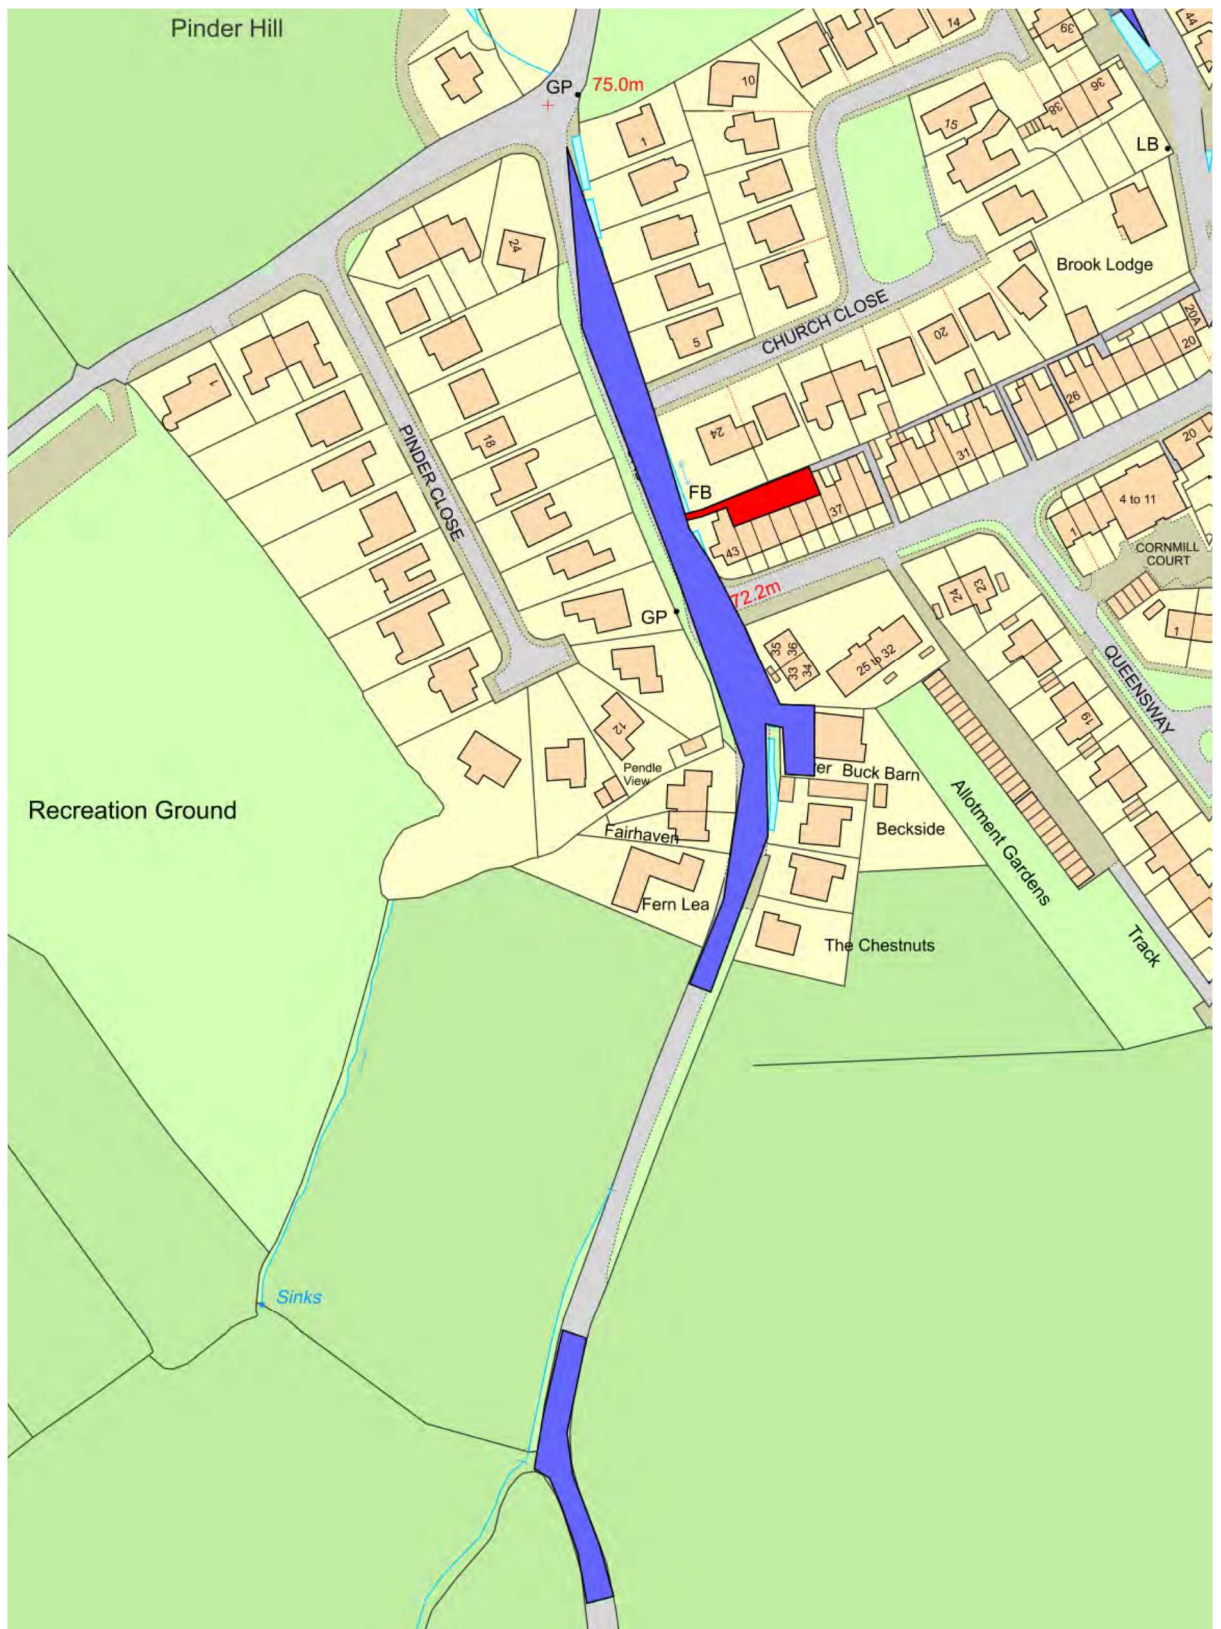 Pinder Hill
14
39
44
GP
75.0m
10
36
38
15
1
LB
24
Brook Lodge
CHURCH CLOSE
5
20A
20
20
1
26
24
18
31
PINDER CLOSE
20
4 to 11
FB
37
1
43
CORNMILL
COURT
72.2m
24
23
GP
35
36
33
34
25 to 32
1
QUEENSWAY
19
12
Pendle
View
Buck Barn
Recreation Ground
Allotment Gardens
Fairhaven
Beckside
Fern Lea
The Chestnuts
Track
Sinks